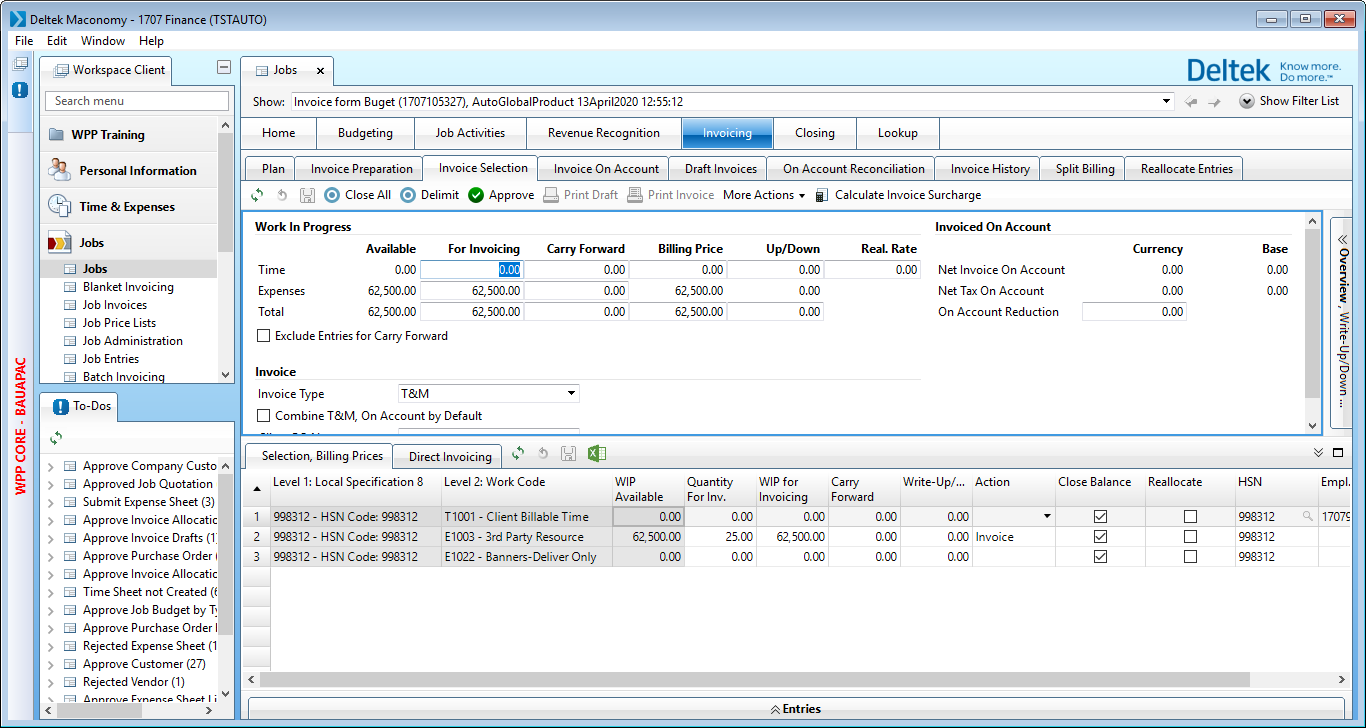 Deltek Maconomy - 1707 Finance (TSTAUTO)
File Edit Window Help
WPP CORE - BAUAPAC
Workspace Client
Search menu
WPP Training
Personal Information
Time & Expenses
Jobs
Jobs
Blanket Invoicing
Job Invoices
Job Price Lists
Job Administration
Job Entries
Batch Invoicing
To-Dos
Approve Company Custo
Approved Job Quotation
Submit Expense Sheet (3)
Approve Invoice Allocatic
Approve Invoice Drafts (1
Approve Purchase Order (
Approve Invoice Allocatic
Time Sheet not Created (6
Approve Job Budget by Ty
Approve Purchase Order
Rejected Expense Sheet (1
Approve Customer (27)
Rejected Vendor (1)
Approve Expense Sheet Li
Jobs
Deltek Know more.
Do more.™
Show: Invoice form Buget (1707105327), AutoGlobalProduct 13April2020 12:55:12 Show Filter List
Home Budgeting Job Activities Revenue Recognition Invoicing Closing Lookup
Plan Invoice Preparation Invoice Selection Invoice On Account Draft Invoices On Account Reconciliation Invoice History Split Billing Reallocate Entries
Close All Delimit Approve Print Draft Print Invoice More Actions Calculate Invoice Surcharge
Work In Progress
Available For Invoicing Carry Forward Billing Price Up/Down Real. Rate
Time 0.00 0.00 0.00 0.00 0.00 0.00
Expenses 62,500.00 62,500.00 0.00 62,500.00 0.00
Total 62,500.00 62,500.00 0.00 62,500.00 0.00
Exclude Entries for Carry Forward
Invoice
Invoice Type T&M
Combine T&M, On Account by Default
Invoiced On Account
Currency Base
Net Invoice On Account 0.00 0.00
Net Tax On Account 0.00 0.00
On Account Reduction 0.00
Overview, Write-Up/Down ...
Selection, Billing Prices Direct Invoicing
Level 1: Local Specification 8 Level 2: Work Code WIP Available Quantity For Inv. WIP for Invoicing Carry Forward Write-Up/... Action Close Balance Reallocate HSN Empl.
1 998312 - HSN Code: 998312 T1001 - Client Billable Time 0.00 0.00 0.00 0.00 0.00 998312 17079
2 998312 - HSN Code: 998312 E1003 - 3rd Party Resource 62,500.00 25.00 62,500.00 0.00 0.00 Invoice 998312
3 998312 - HSN Code: 998312 E1022 - Banners-Deliver Only 0.00 0.00 0.00 0.00 0.00 998312
Entries